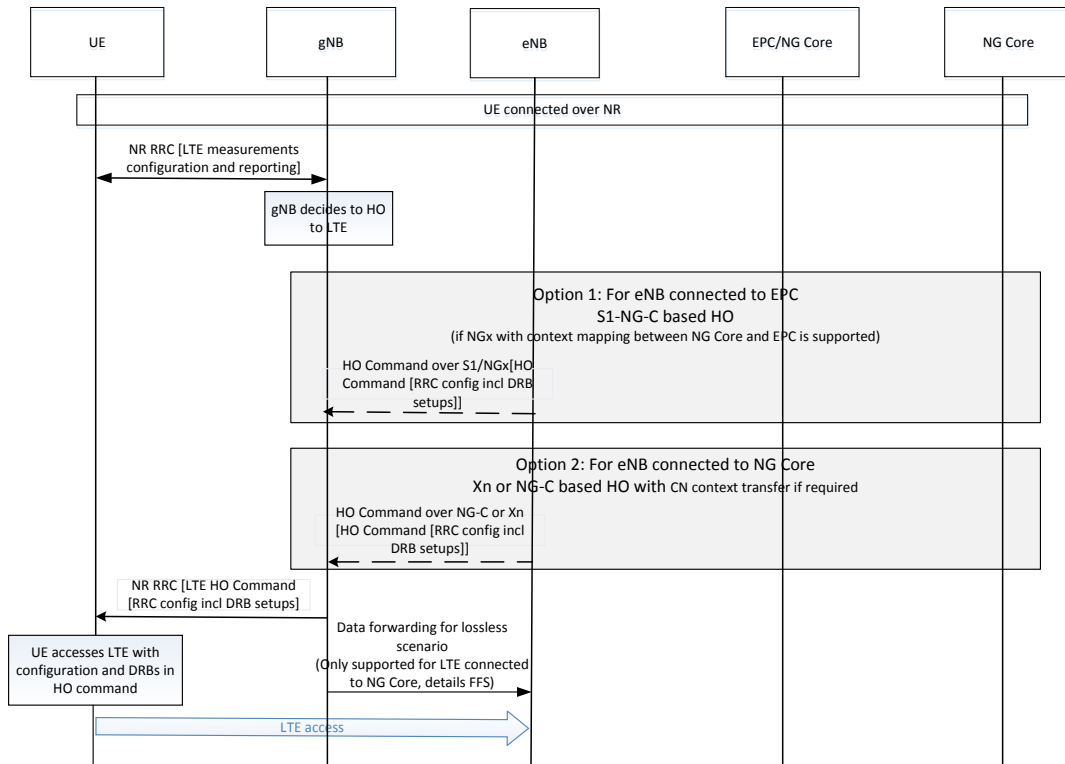 UE
gNB
eNB
EPC/NG Core
NG Core
UE connected over NR
NR RRC [LTE measurements
configuration and reporting]
gNB decides to HO
to LTE
Option 1: For eNB connected to EPC
S1-NG-C based HO
(if NGx with context mapping between NG Core and EPC is supported)
HO Command over S1/NGx[HO
Command [RRC config incl DRB
setups]]
Option 2: For eNB connected to NG Core
Xn or NG-C based HO with CN context transfer if required
HO Command over NG-C or Xn
[HO Command [RRC config incl
DRB setups]]
NR RRC [LTE HO Command
[RRC config incl DRB setups]
Data forwarding for lossless
scenario
(Only supported for LTE connected
to NG Core, details FFS)
UE accesses LTE with
configuration and DRBs in
HO command
LTE access